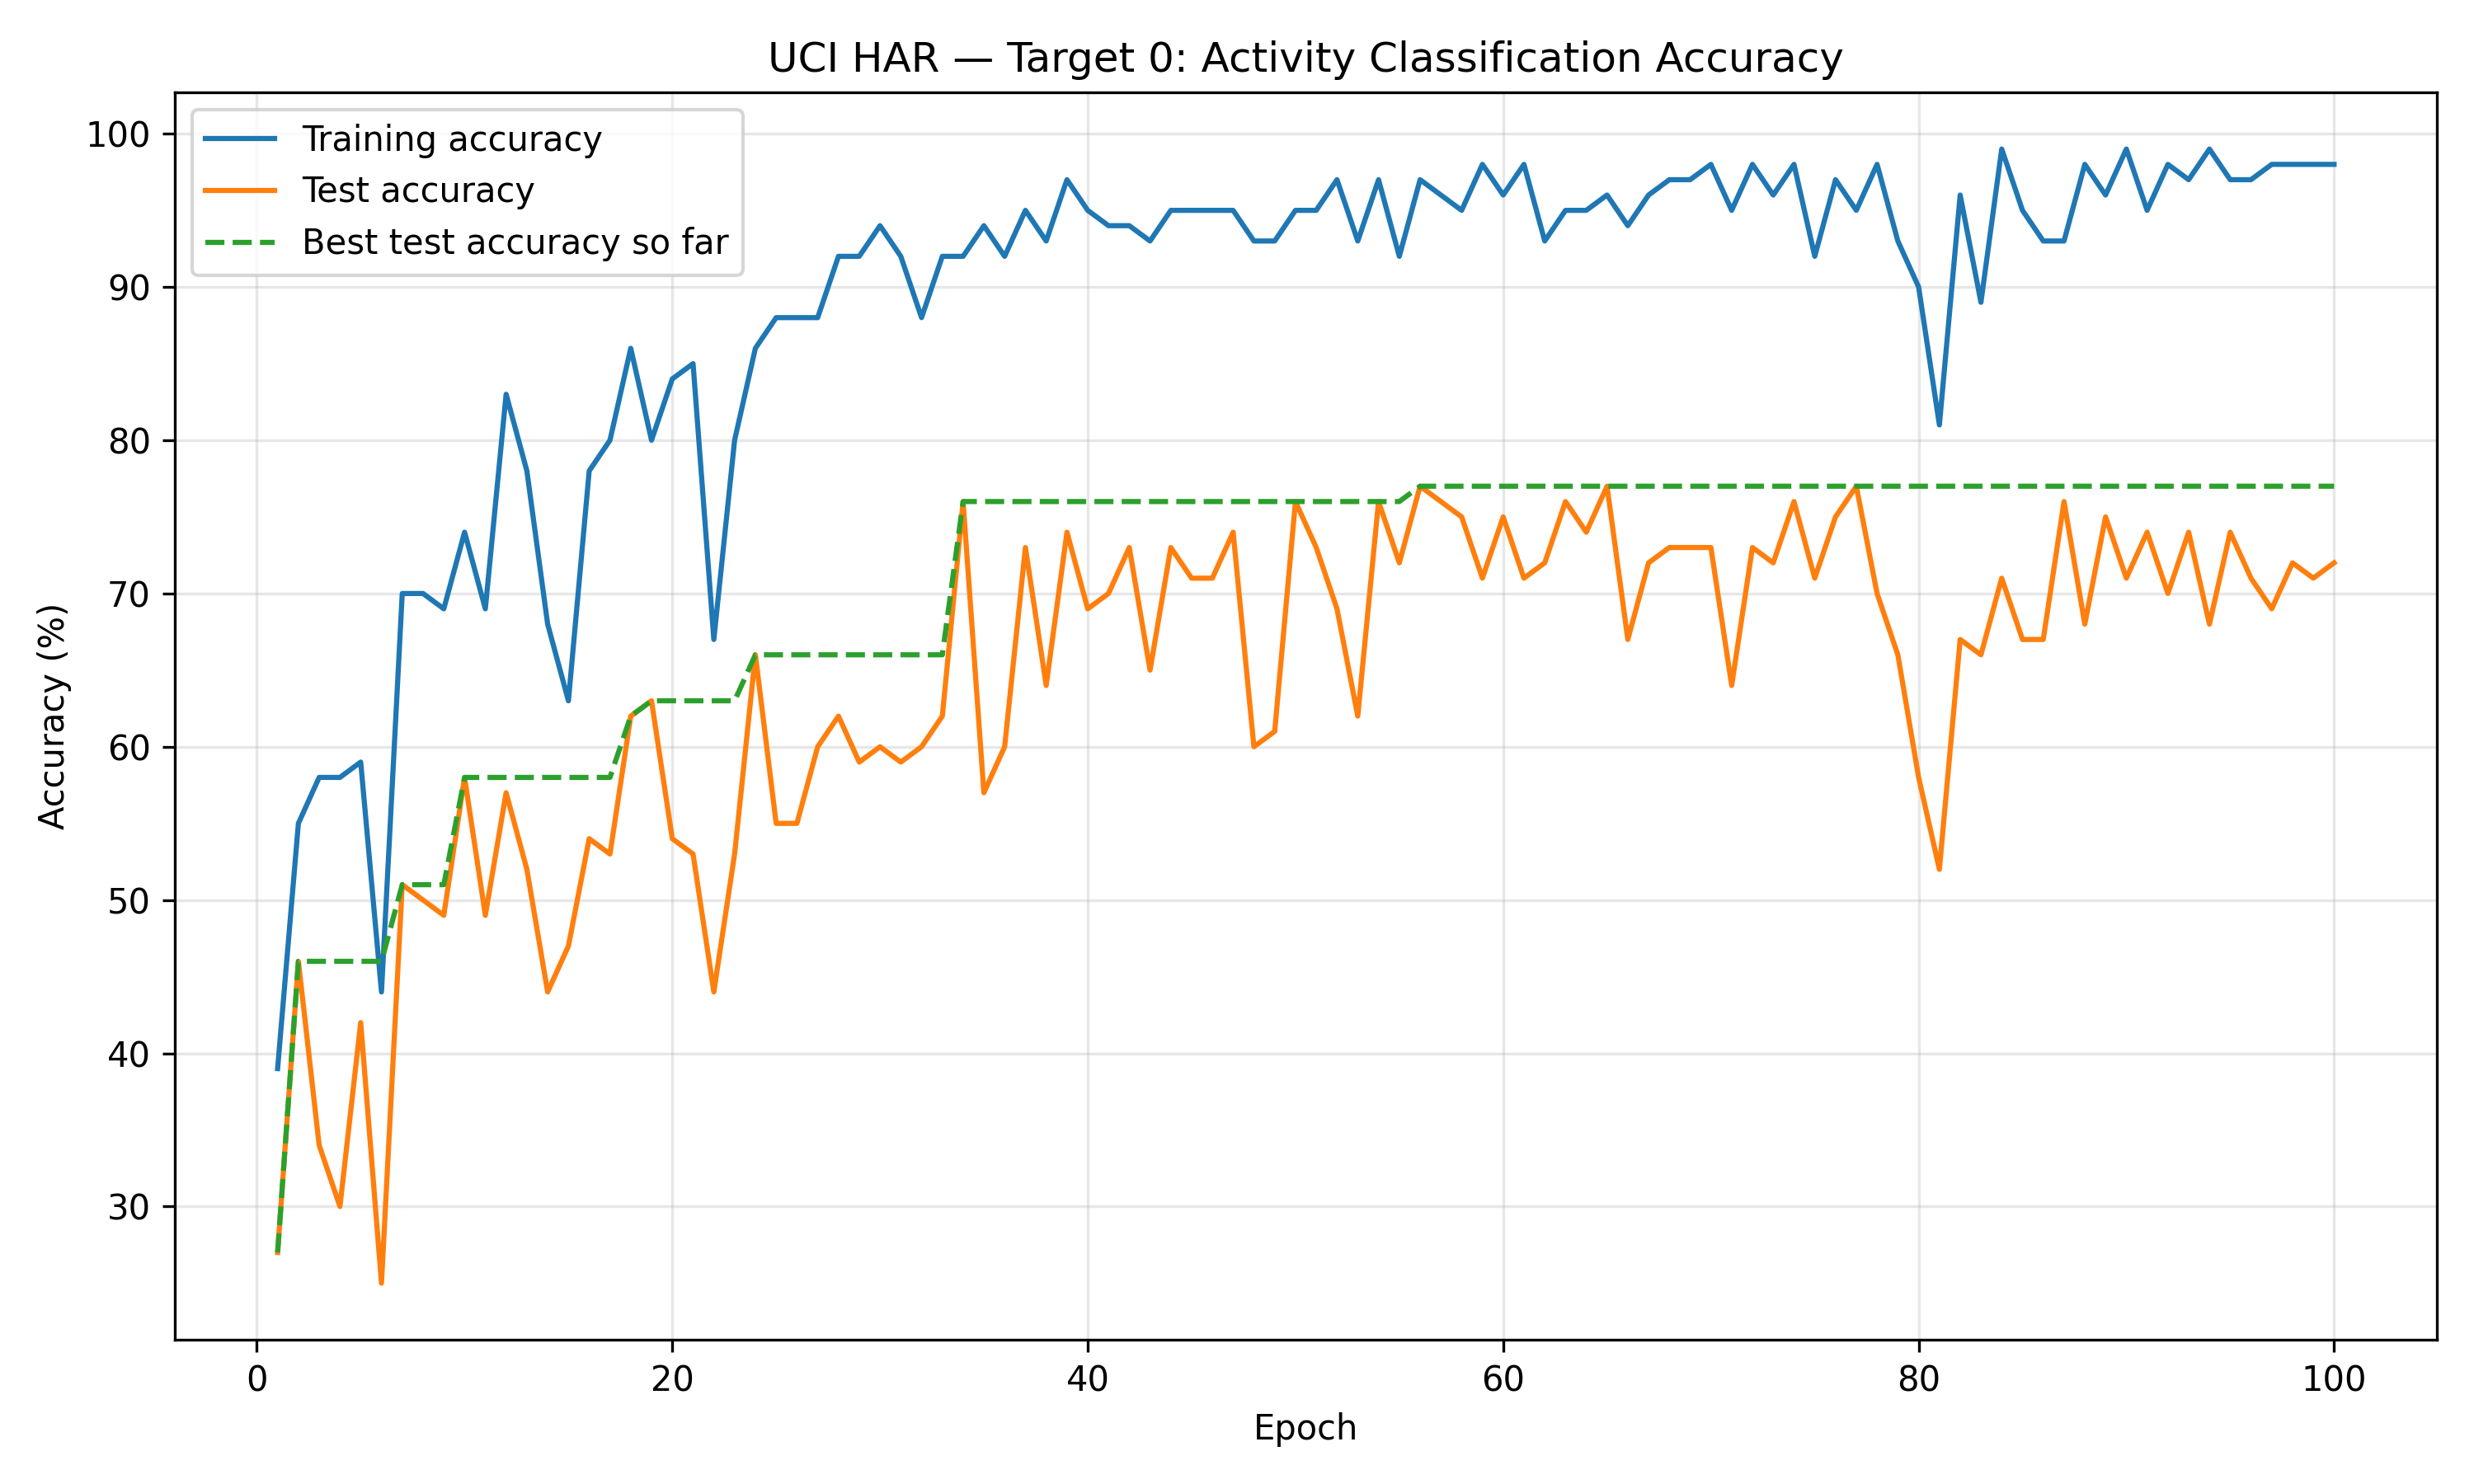 UCI HAR — Target 0: Activity Classification Accuracy
Training accuracy
Test accuracy
Best test accuracy so far
Accuracy (%)
100
90
80
70
60
50
40
30
0
20
40
60
80
100
Epoch